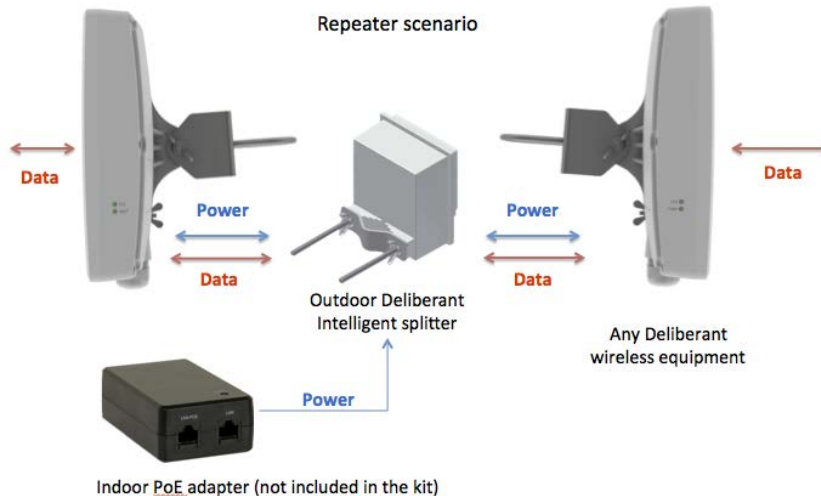 Repeater scenario
Data
Data
Power
Power
Data
Data
Outdoor Deliberant
Intelligent splitter
Any Deliberant
wireless equipment
Power
Indoor PoE adapter (not included in the kit)